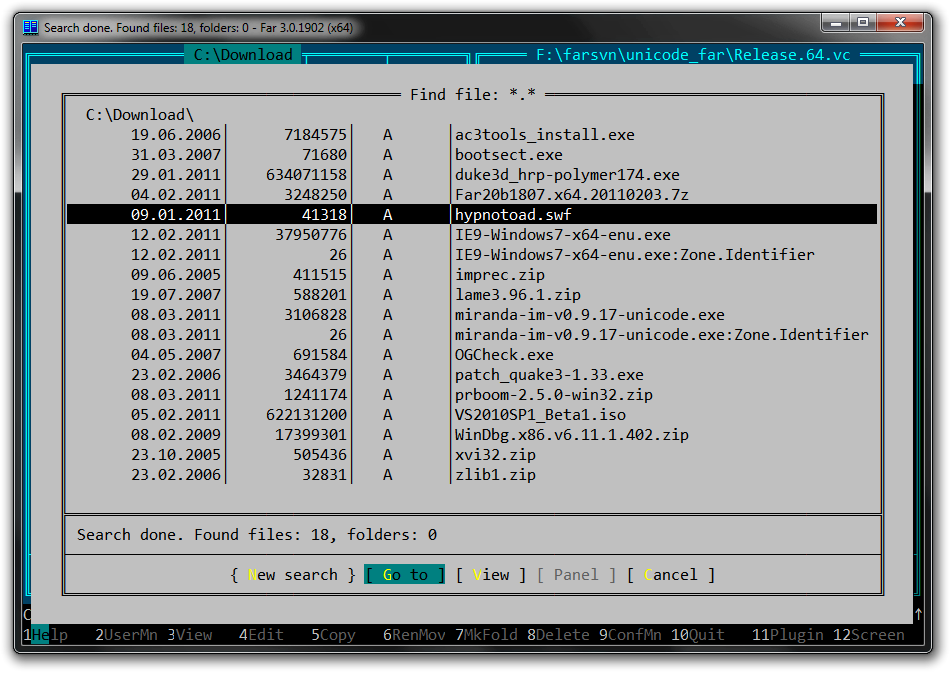 Search done. Found files: 18, folders: 0 - Far 3.0.1902 (x64)
C:\Download F:\farsvn\unicode_far\Release.64.vc
Find file: *.*
C:\Download\
19.06.2006 7184575 A ac3tools_install.exe
31.03.2007 71680 A bootsect.exe
29.01.2011 634071158 A duke3d_hrp-polymer174.exe
04.02.2011 3248250 A Far20b1807.x64.20110203.7z
09.01.2011 41318 A hypnotoad.swf
12.02.2011 37950776 A IE9-Windows7-x64-enu.exe
12.02.2011 26 A IE9-Windows7-x64-enu.exe:Zone.Identifier
09.06.2005 411515 A imprec.zip
19.07.2007 588201 A lame3.96.1.zip
08.03.2011 3106828 A miranda-im-v0.9.17-unicode.exe
08.03.2011 26 A miranda-im-v0.9.17-unicode.exe:Zone.Identifier
04.05.2007 691584 A OGCheck.exe
23.02.2006 3464379 A patch_quake3-1.33.exe
08.03.2011 1241174 A prboom-2.5.0-win32.zip
05.02.2011 622131200 A VS2010SP1_Beta1.iso
08.02.2009 17399301 A WinDbg.x86.v6.11.1.402.zip
23.10.2005 505436 A xvi32.zip
23.02.2006 32831 A zlib1.zip
Search done. Found files: 18, folders: 0
{ New search } [ Go to ] [ View ] [ Panel ] [ Cancel ]
C
1Help 2UserMn 3View 4Edit 5Copy 6RenMov 7MkFold 8Delete 9ConfMn 10Quit 11Plugin 12Screen